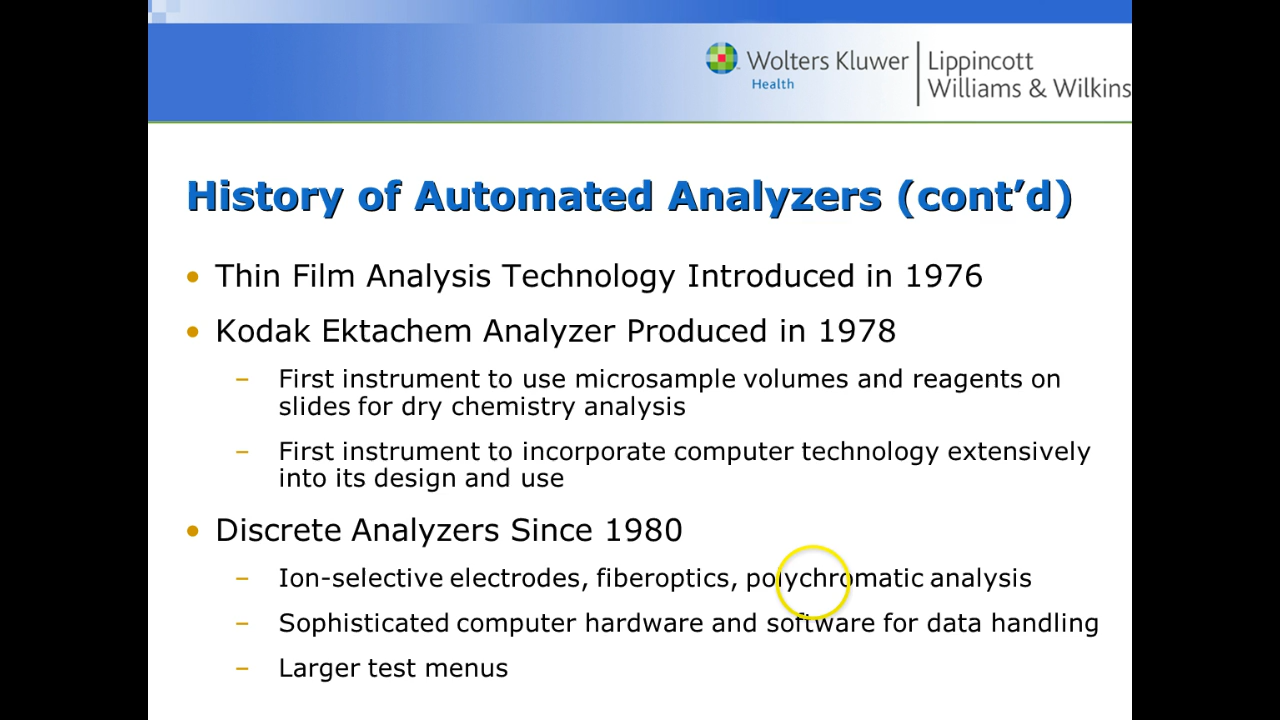 Wolters Kluwer
Health
Lippincott
Williams & Wilkins
History of Automated Analyzers (cont’d)
• Thin Film Analysis Technology Introduced in 1976
• Kodak Ektachem Analyzer Produced in 1978
– First instrument to use microsample volumes and reagents on
slides for dry chemistry analysis
– First instrument to incorporate computer technology extensively
into its design and use
• Discrete Analyzers Since 1980
– Ion-selective electrodes, fiberoptics, polychromatic analysis
– Sophisticated computer hardware and software for data handling
– Larger test menus